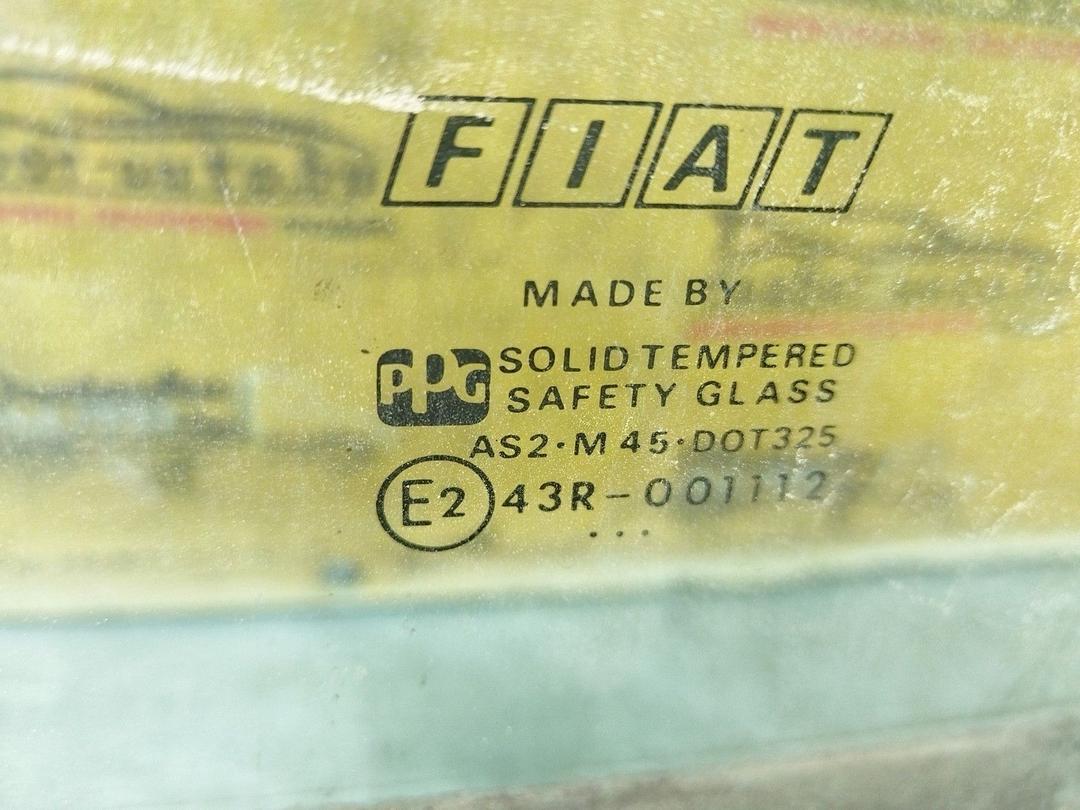 FIAT
MADE BY
PPG SOLID TEMPERED
SAFETY GLASS
AS2·M 45·DOT325
E2 43R-001112
...